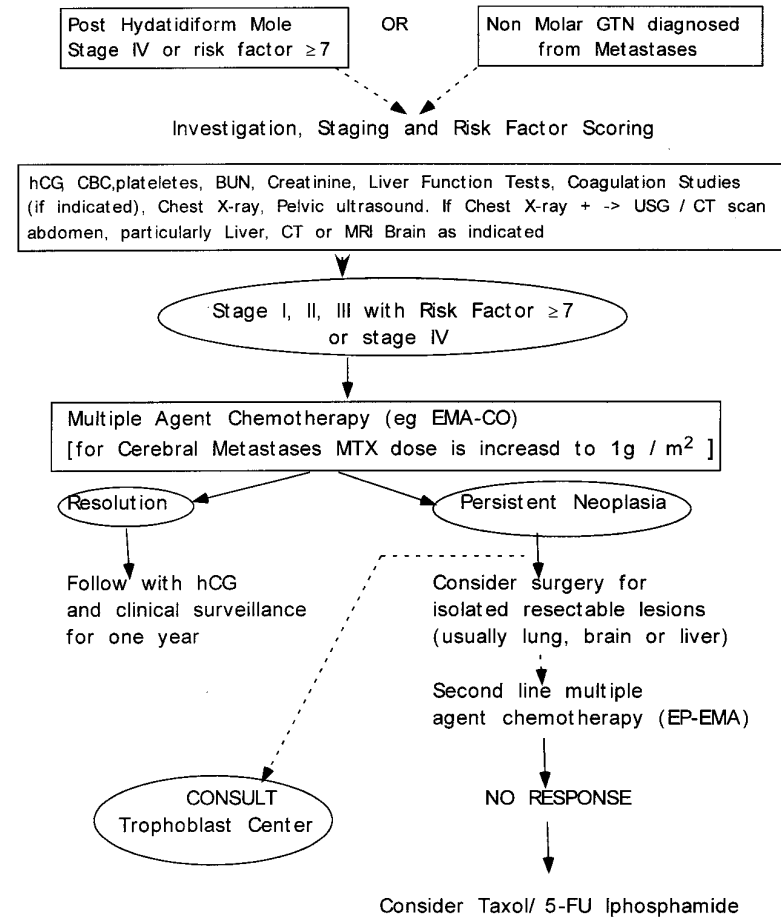 Post Hydatidiform Mole
Stage IV or risk factor ≥7
OR
Non Molar GTN diagnosed
from Metastases
Investigation, Staging and Risk Factor Scoring
hCG, CBC,plateletes, BUN, Creatinine, Liver Function Tests, Coagulation Studies
(if indicated), Chest X-ray, Pelvic ultrasound. If Chest X-ray + -> USG / CT scan
abdomen, particularly Liver, CT or MRI Brain as indicated
Stage I, II, III with Risk Factor ≥7
or stage IV
Multiple Agent Chemotherapy (eg EMA-CO)
[for Cerebral Metastases MTX dose is increasd to 1g / m² ]
Resolution
Persistent Neoplasia
Follow with hCG
and clinical surveillance
for one year
Consider surgery for
isolated resectable lesions
(usually lung, brain or liver)
Second line multiple
agent chemotherapy (EP-EMA)
CONSULT
Trophoblast Center
NO RESPONSE
Consider Taxol/ 5-FU Iphosphamide